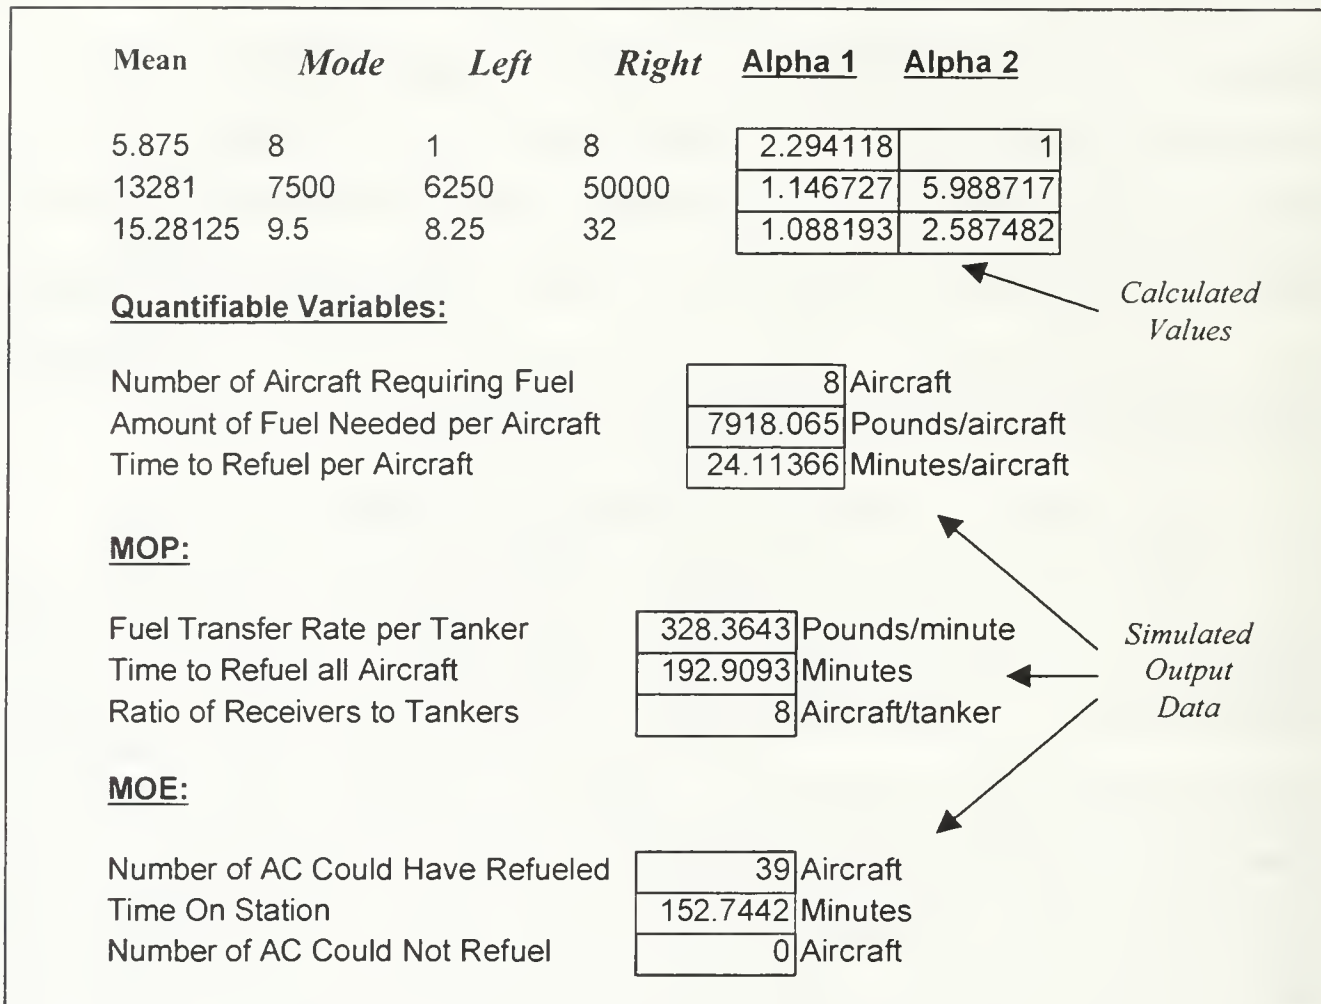 Mean Mode Left Right Alpha 1 Alpha 2
5.875 8 1 8 2.294118 1
13281 7500 6250 50000 1.146727 5.988717
15.28125 9.5 8.25 32 1.088193 2.587482
Calculated
Values
Quantifiable Variables:
Number of Aircraft Requiring Fuel 8 Aircraft
Amount of Fuel Needed per Aircraft 7918.065 Pounds/aircraft
Time to Refuel per Aircraft 24.11366 Minutes/aircraft
MOP:
Fuel Transfer Rate per Tanker 328.3643 Pounds/minute
Time to Refuel all Aircraft 192.9093 Minutes
Ratio of Receivers to Tankers 8 Aircraft/tanker
Simulated
Output
Data
MOE:
Number of AC Could Have Refueled 39 Aircraft
Time On Station 152.7442 Minutes
Number of AC Could Not Refuel 0 Aircraft